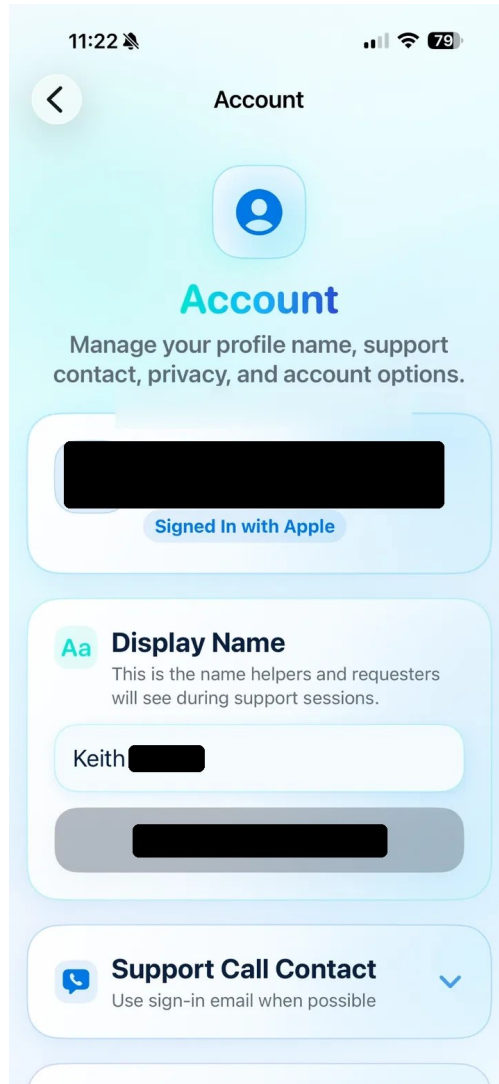 11:22
79
Account
Account
Manage your profile name, support
contact, privacy, and account options.
Signed In with Apple
Aa
Display Name
This is the name helpers and requesters
will see during support sessions.
Keith
Support Call Contact
Use sign-in email when possible